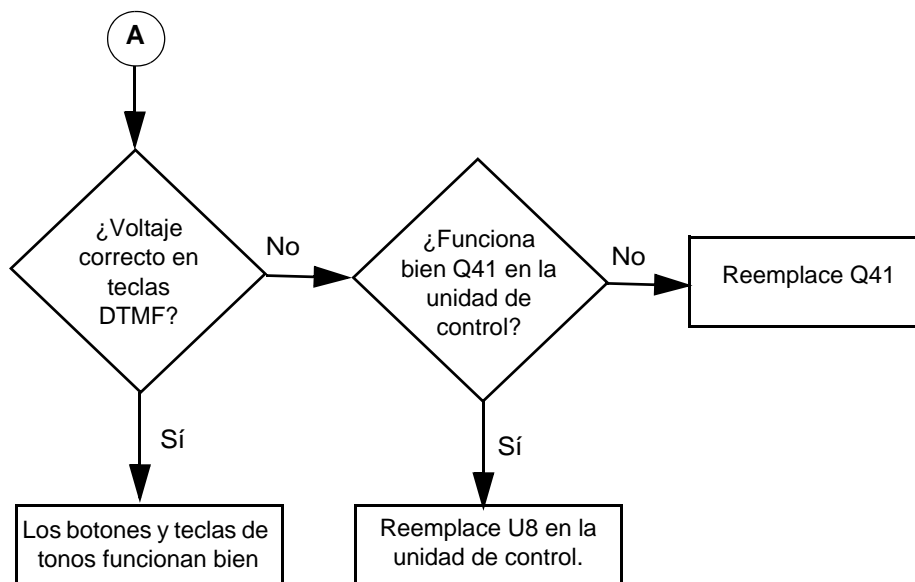 A
¿Voltaje
correcto en
teclas
DTMF?
No
¿Funciona
bien Q41 en la
unidad de
control?
No
Reemplace Q41
Sí
Sí
Los botones y teclas de
tonos funcionan bien
Reemplace U8 en la
unidad de control.